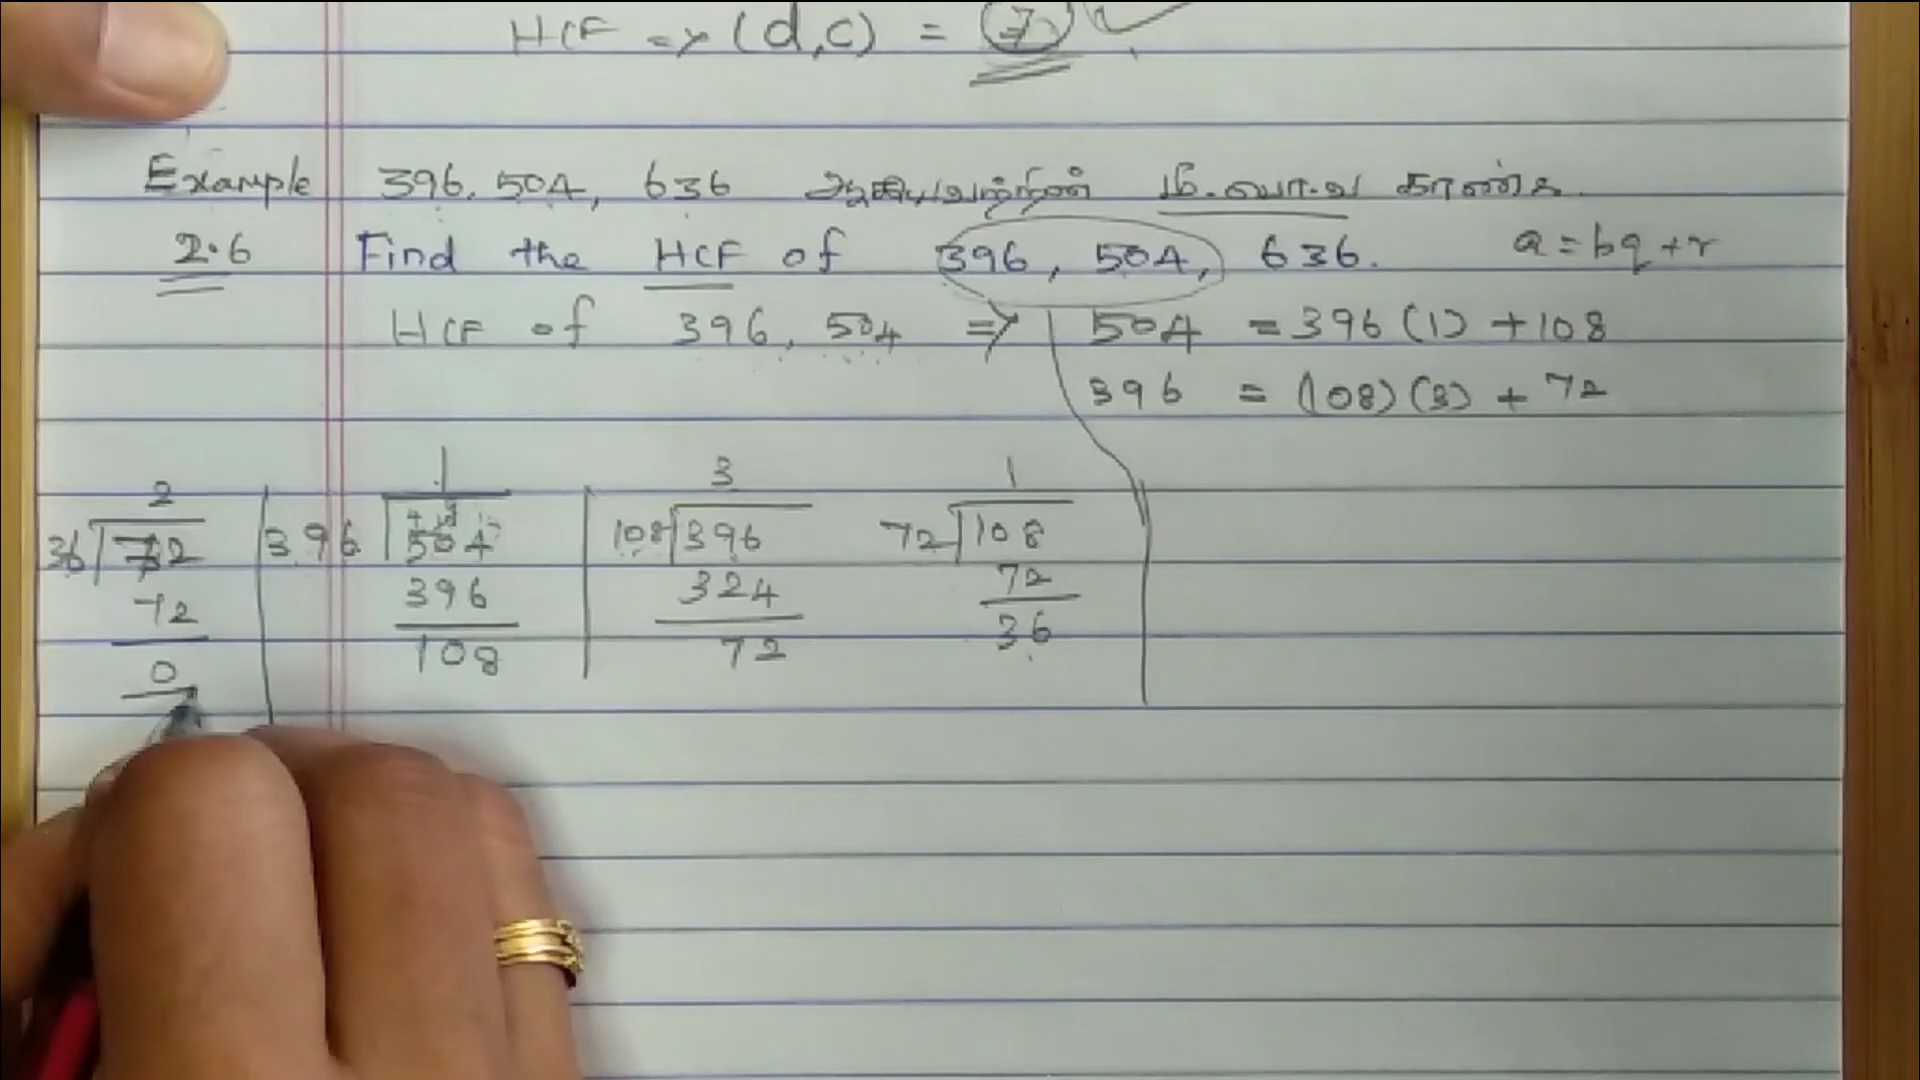 HCF => (d,c) = 7
Example 396, 504, 636 ஆகியவற்றின் மீ.பொ.வ காண்க.
2.6 Find the HCF of 396, 504, 636. a = bq + r
HCF of 396, 504 => 504 = 396 (1) + 108
396 = (108) (3) + 72
2 1 3 1
36 72 396 504 108 396 72 108
72 396 324 72
0 108 72 36